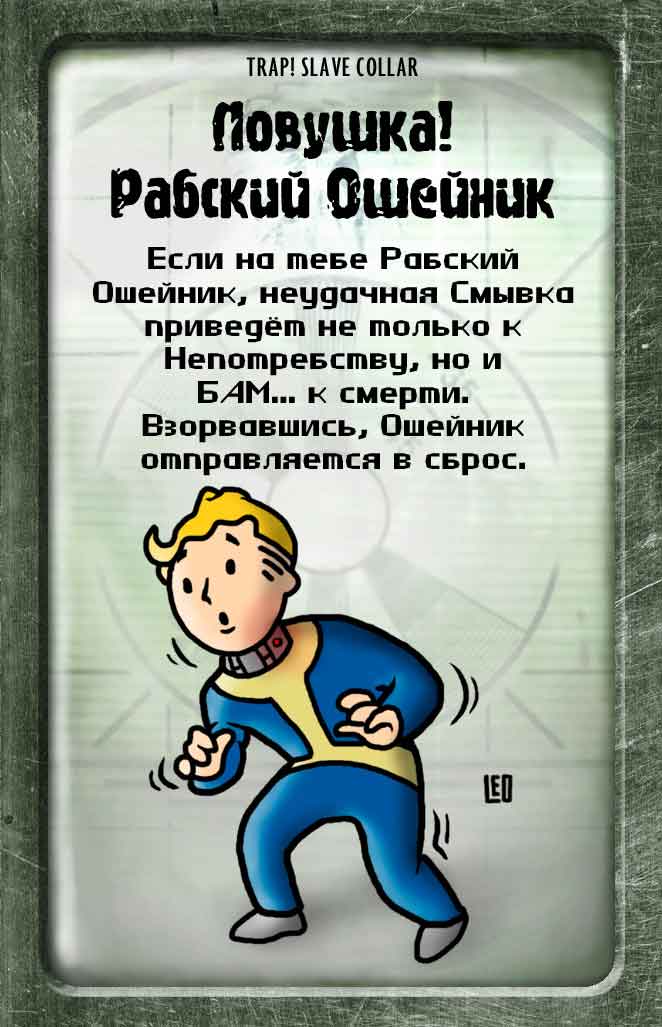 TRAP! SLAVE COLLAR
Ловушка!
Рабский Ошейник
Если на тебе Рабский
Ошейник, неудачная Смывка
приведёт не только к
Непотребству, но и
БАМ... к смерти.
Взорвавшись, Ошейник
отправляется в сброс.
LEO